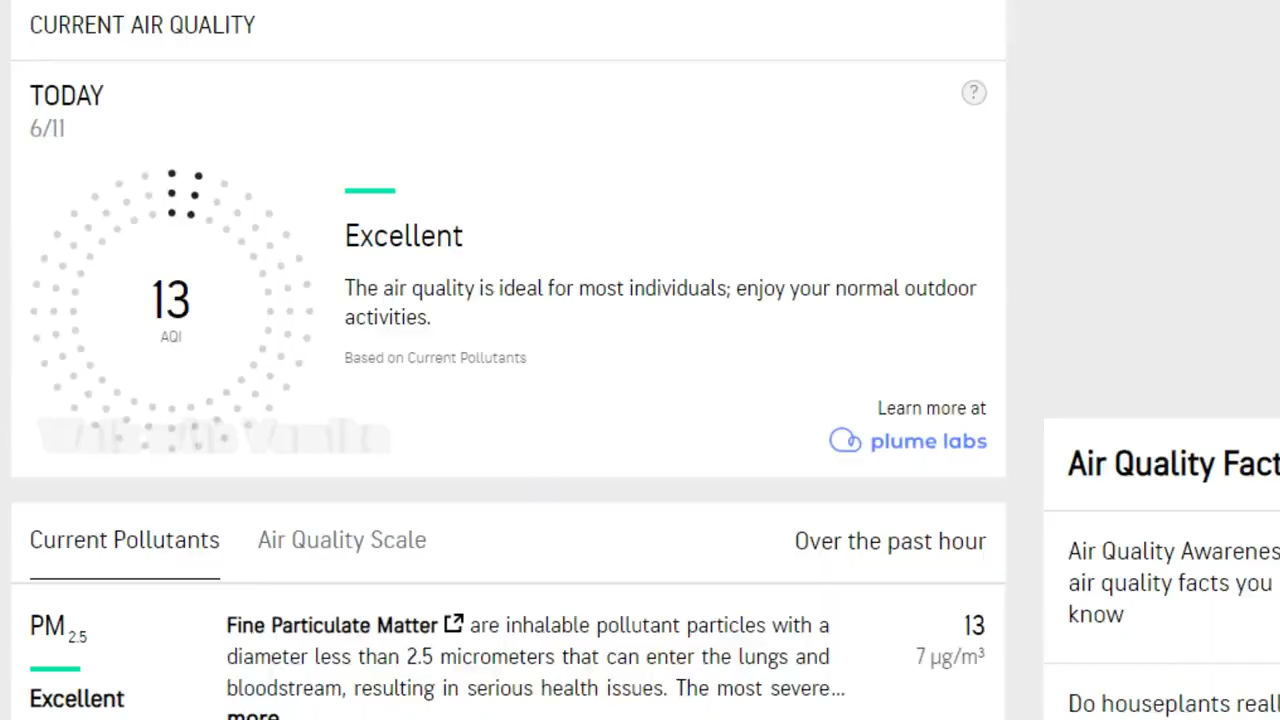 CURRENT AIR QUALITY
TODAY
6/11
?
13
AQI
Excellent
The air quality is ideal for most individuals; enjoy your normal outdoor
activities.
Based on Current Pollutants
Learn more at
plume labs
Current Pollutants
Air Quality Scale
Over the past hour
PM2.5
Excellent
Fine Particulate Matter are inhalable pollutant particles with a
diameter less than 2.5 micrometers that can enter the lungs and
bloodstream, resulting in serious health issues. The most severe...
more
13
7 µg/m³
Air Quality Fact
Air Quality Awarenes
air quality facts you
know
Do houseplants reall